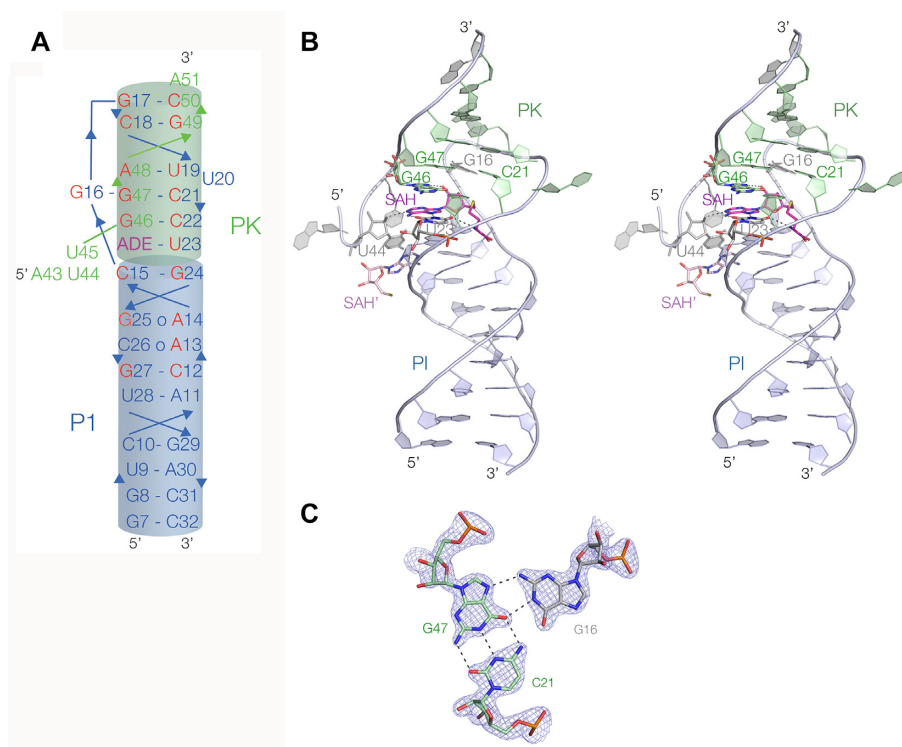 A
3’
A51
G17 - C50
C18 - G49
A48 - U19
U20
G16 - G47 - C21
G46 - C22
U45
PK
ADE - U23
5’ A43 U44
C15 - G24
G25 o A14
C26 o A13
G27 - C12
U28 - A11
P1
C10- G29
U9 - A30
G8 - C31
G7 - C32
5’ 3’
B
3’
PK
G47 G16
G46 C21
5’
SAH
U23
U44
SAH’
PI
5’
3’
3’
PK
G47 G16
G46 C21
5’
SAH
U23
U44
SAH’
PI
5’
3’
C
G47
G16
C21